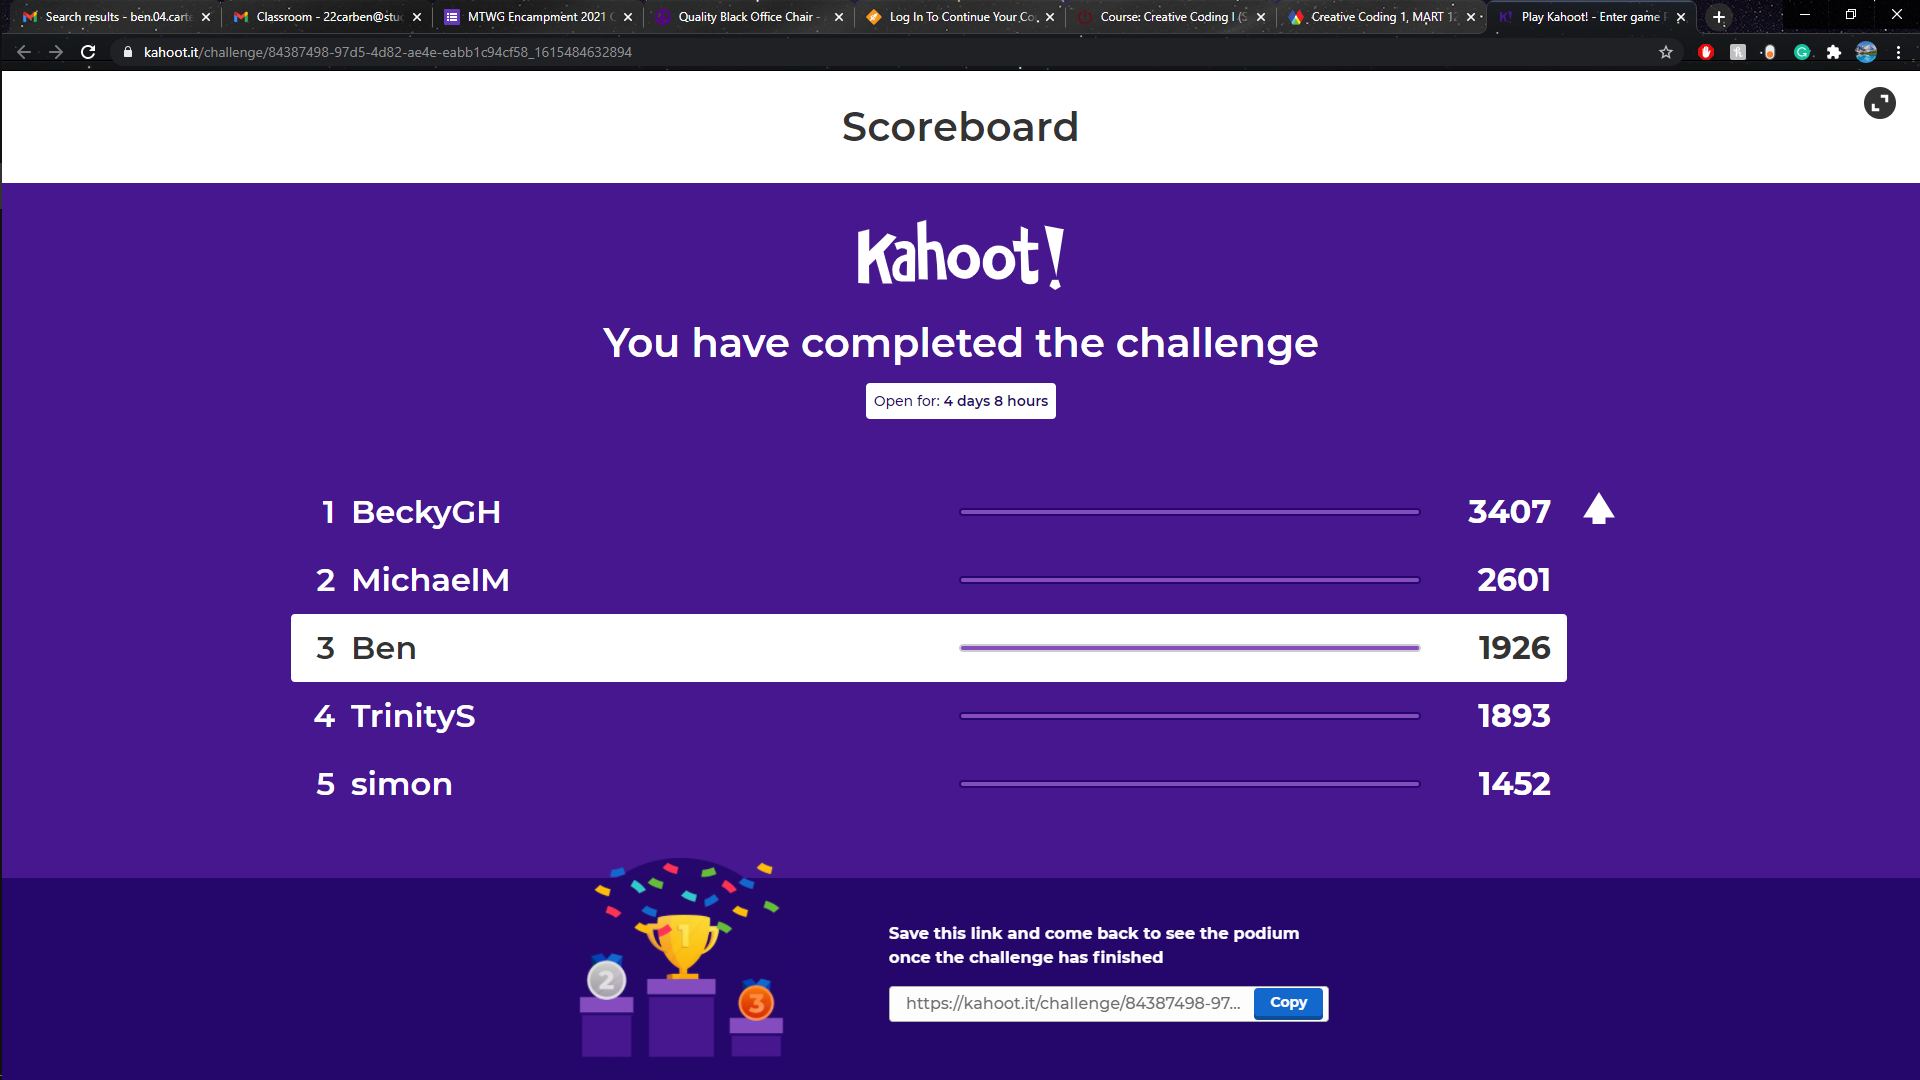 Search results - ben.04.carte
Classroom - 22carben@stu
MTWG Encampment 2021
Quality Black Office Chair -
Log In To Continue Your Co
Course: Creative Coding I (S
Creative Coding 1, MART 12
Play Kahoot! - Enter game
kahoot.it/challenge/84387498-97d5-4d82-ae4e-eabb1c94cf58_1615484632894
Scoreboard
Kahoot!
You have completed the challenge
Open for: 4 days 8 hours
1 BeckyGH 3407
2 MichaelM 2601
3 Ben 1926
4 TrinityS 1893
5 simon 1452
1
2
3
Save this link and come back to see the podium
once the challenge has finished
https://kahoot.it/challenge/84387498-97... Copy